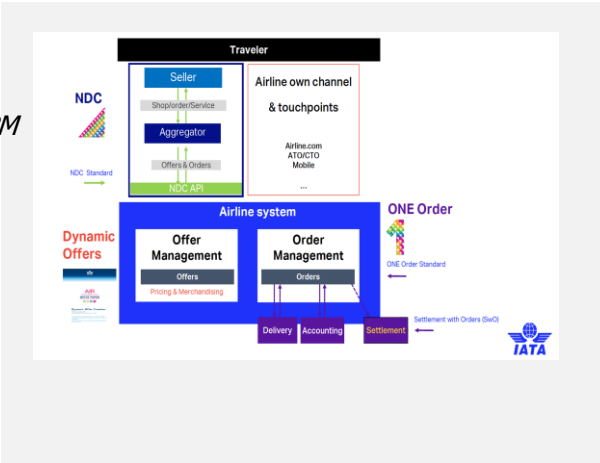 Traveler
Seller
Shop/order/Service
Aggregator
Offers & Orders
NDC API
Airline own channel
& touchpoints
Airline.com
ATO/CTO
Mobile
...
NDC
NDC Standard
Airline system
Offer
Management
Offers
Pricing & Merchandising
Order
Management
Orders
Dynamic
Offers
ONE Order
1
ONE Order Standard
Delivery
Accounting
Settlement
Settlement with Orders (SwO)
IATA